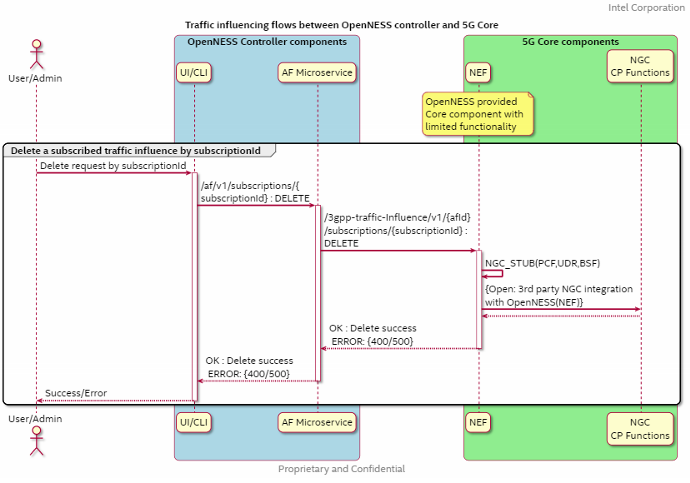 Intel Corporation
Traffic influencing flows between OpenNESS controller and 5G Core
OpenNESS Controller components
5G Core components
User/Admin
UI/CLI
AF Microservice
NEF
NGC
CP Functions
OpenNESS provided
Core component with
limited functionality
Delete a subscribed traffic influence by subscriptionId
Delete request by subscriptionId
/af/v1/subscriptions/{
subscriptionId} : DELETE
/3gpp-traffic-Influence/v1/{afId}
/subscriptions/{subscriptionId} :
DELETE
NGC_STUB(PCF,UDR,BSF)
{Open: 3rd party NGC integration
with OpenNESS(NEF)}
OK : Delete success
ERROR: {400/500}
OK : Delete success
ERROR: {400/500}
Success/Error
User/Admin
UI/CLI
AF Microservice
NEF
NGC
CP Functions
Proprietary and Confidential